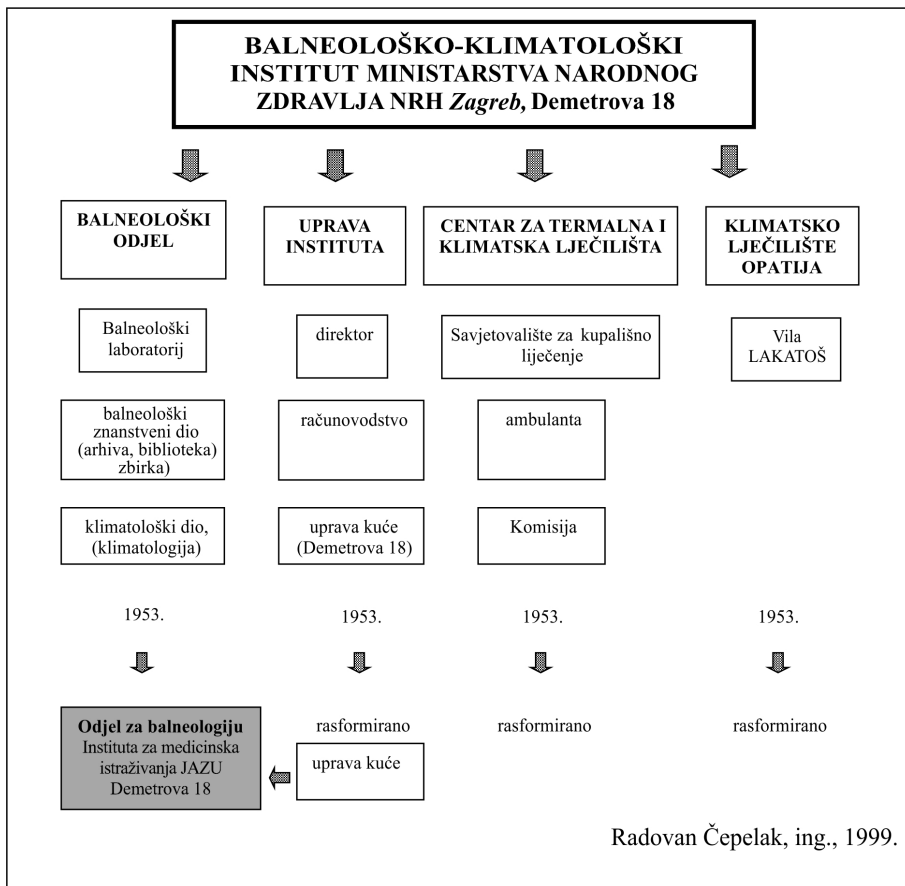 BALNEOLOŠKO-KLIMATOLOŠKI
INSTITUT MINISTARSTVA NARODNOG
ZDRAVLJA NRH Zagreb, Demetrova 18
BALNEOLOŠKI
ODJEL
UPRAVA
INSTITUTA
CENTAR ZA TERMALNA I
KLIMATSKA LJEČILIŠTA
KLIMATSKO
LJEČILIŠTE
OPATIJA
Balneološki
laboratorij
direktor
Savjetovalište za kupališno
liječenje
Vila
LAKATOŠ
balneološki
znanstveni dio
(arhiva, biblioteka)
zbirka)
računovodstvo
ambulanta
klimatološki dio,
(klimatologija)
uprava kuće
(Demetrova 18)
Komisija
1953.
1953.
1953.
1953.
Odjel za balneologiju
Instituta za medicinska
istraživanja JAZU
Demetrova 18
rasformirano
uprava kuće
rasformirano
rasformirano
Radovan Čepelak, ing., 1999.